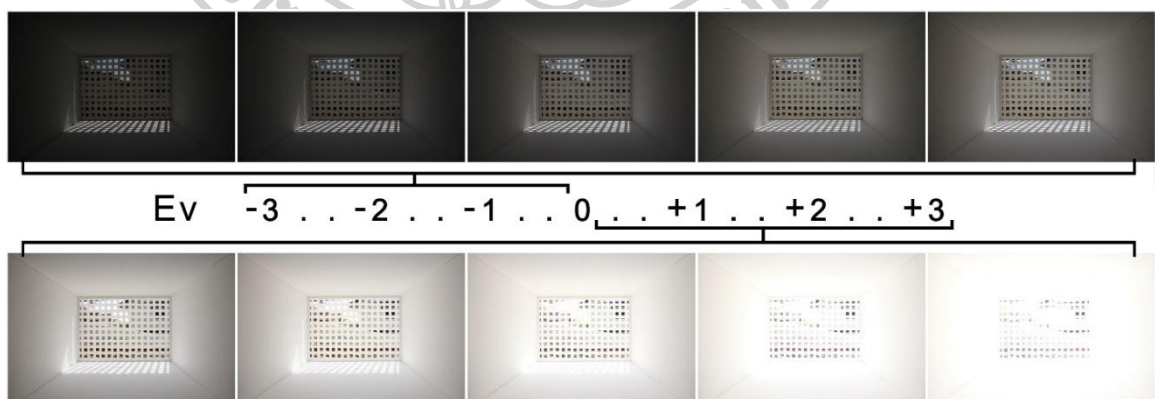 Ev -3 . . -2 . . -1 . . 0 . . +1 . . +2 . . +3